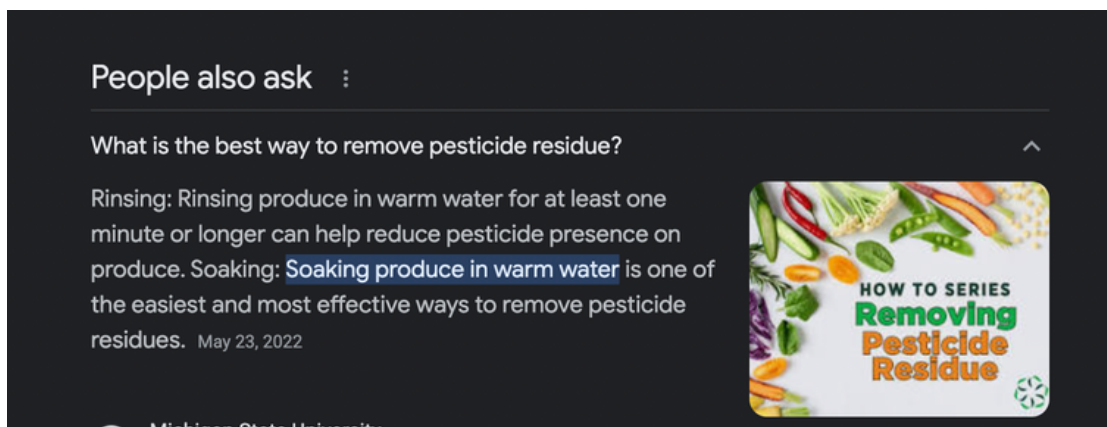 People also ask
What is the best way to remove pesticide residue?
Rinsing: Rinsing produce in warm water for at least one
minute or longer can help reduce pesticide presence on
produce. Soaking: Soaking produce in warm water is one of
the easiest and most effective ways to remove pesticide
residues. May 23, 2022
HOW TO SERIES
Removing
Pesticide
Residue
Michigan State University